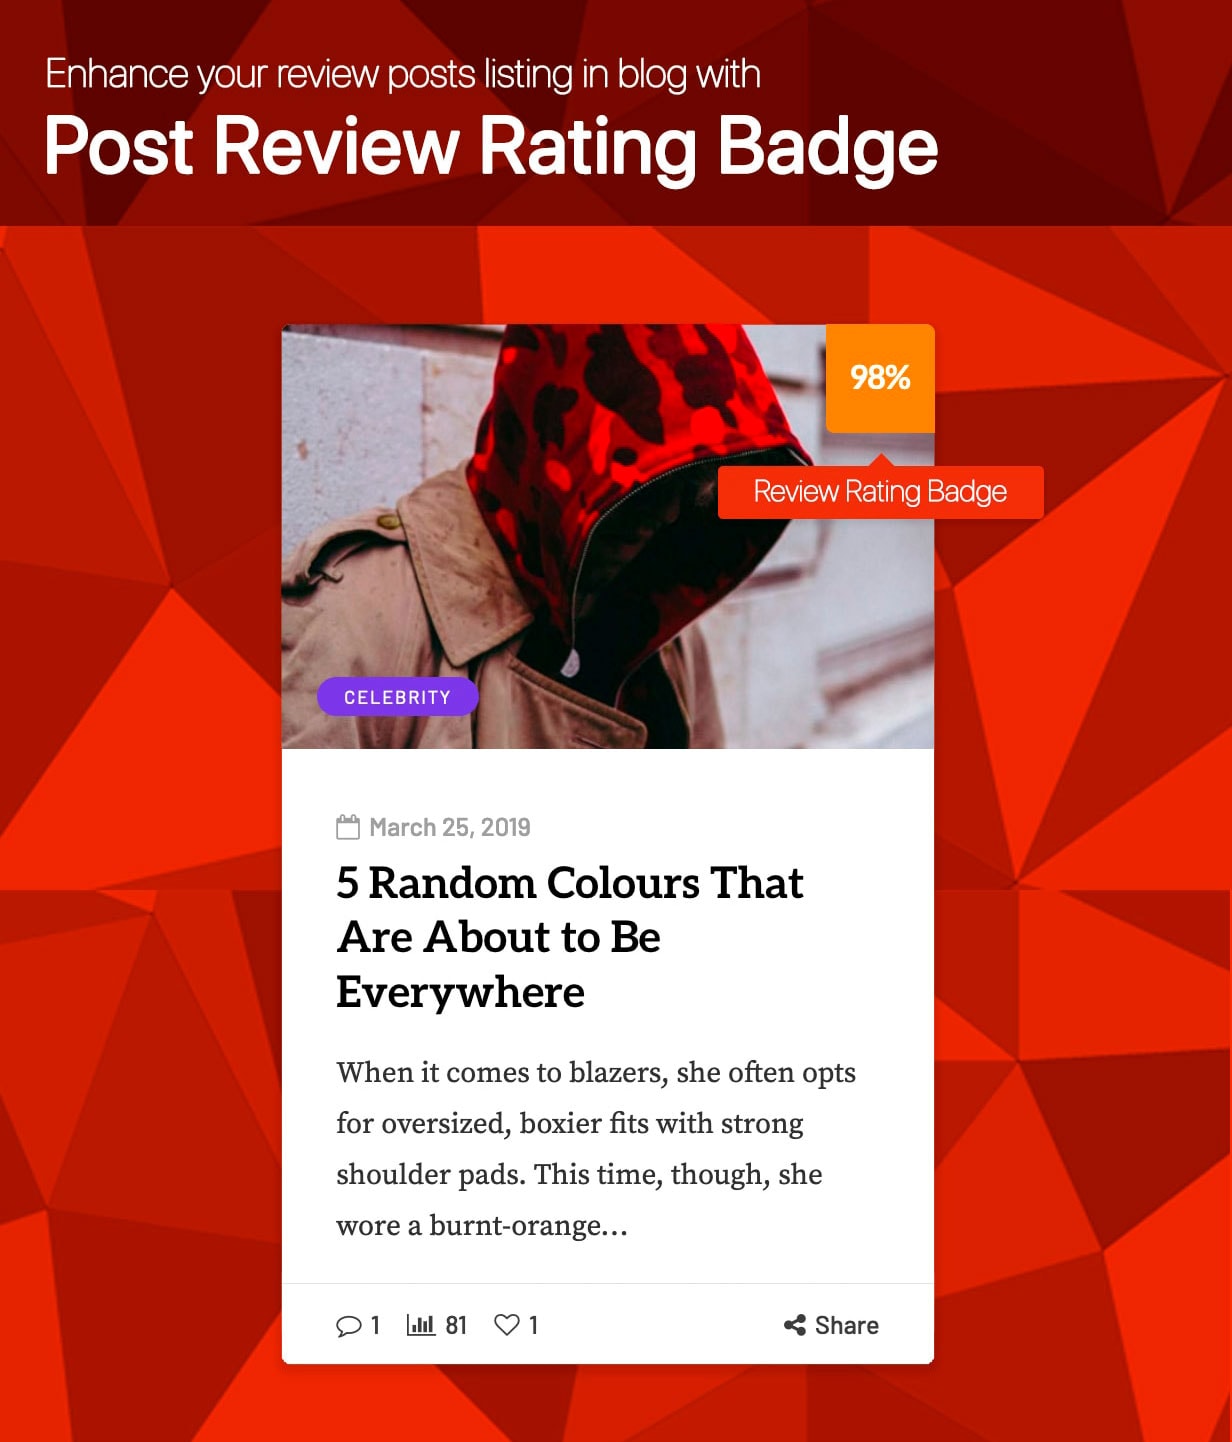 Enhance your review posts listing in blog with
Post Review Rating Badge
98%
Review Rating Badge
CELEBRITY
March 25, 2019
5 Random Colours That
Are About to Be
Everywhere
When it comes to blazers, she often opts
for oversized, boxier fits with strong
shoulder pads. This time, though, she
wore a burnt-orange...
1 81 1 Share